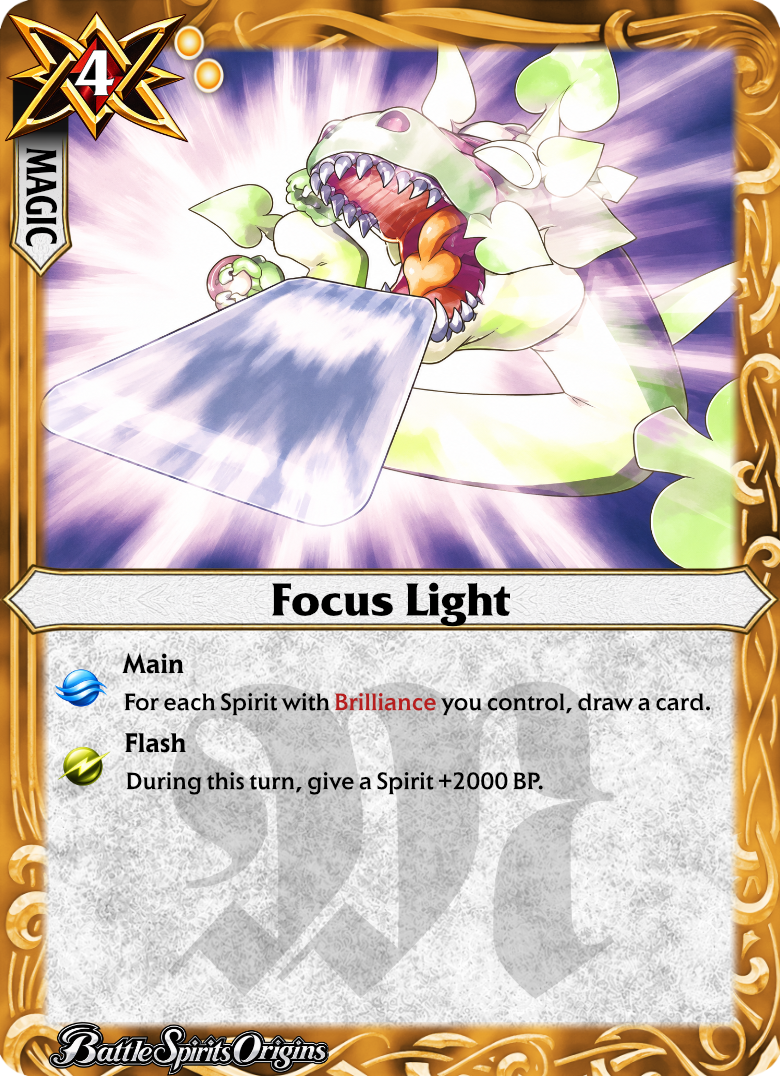 4
MAGIC
Focus Light
Main
For each Spirit with Brilliance you control, draw a card.
Flash
During this turn, give a Spirit +2000 BP.
Battle Spirits Origins